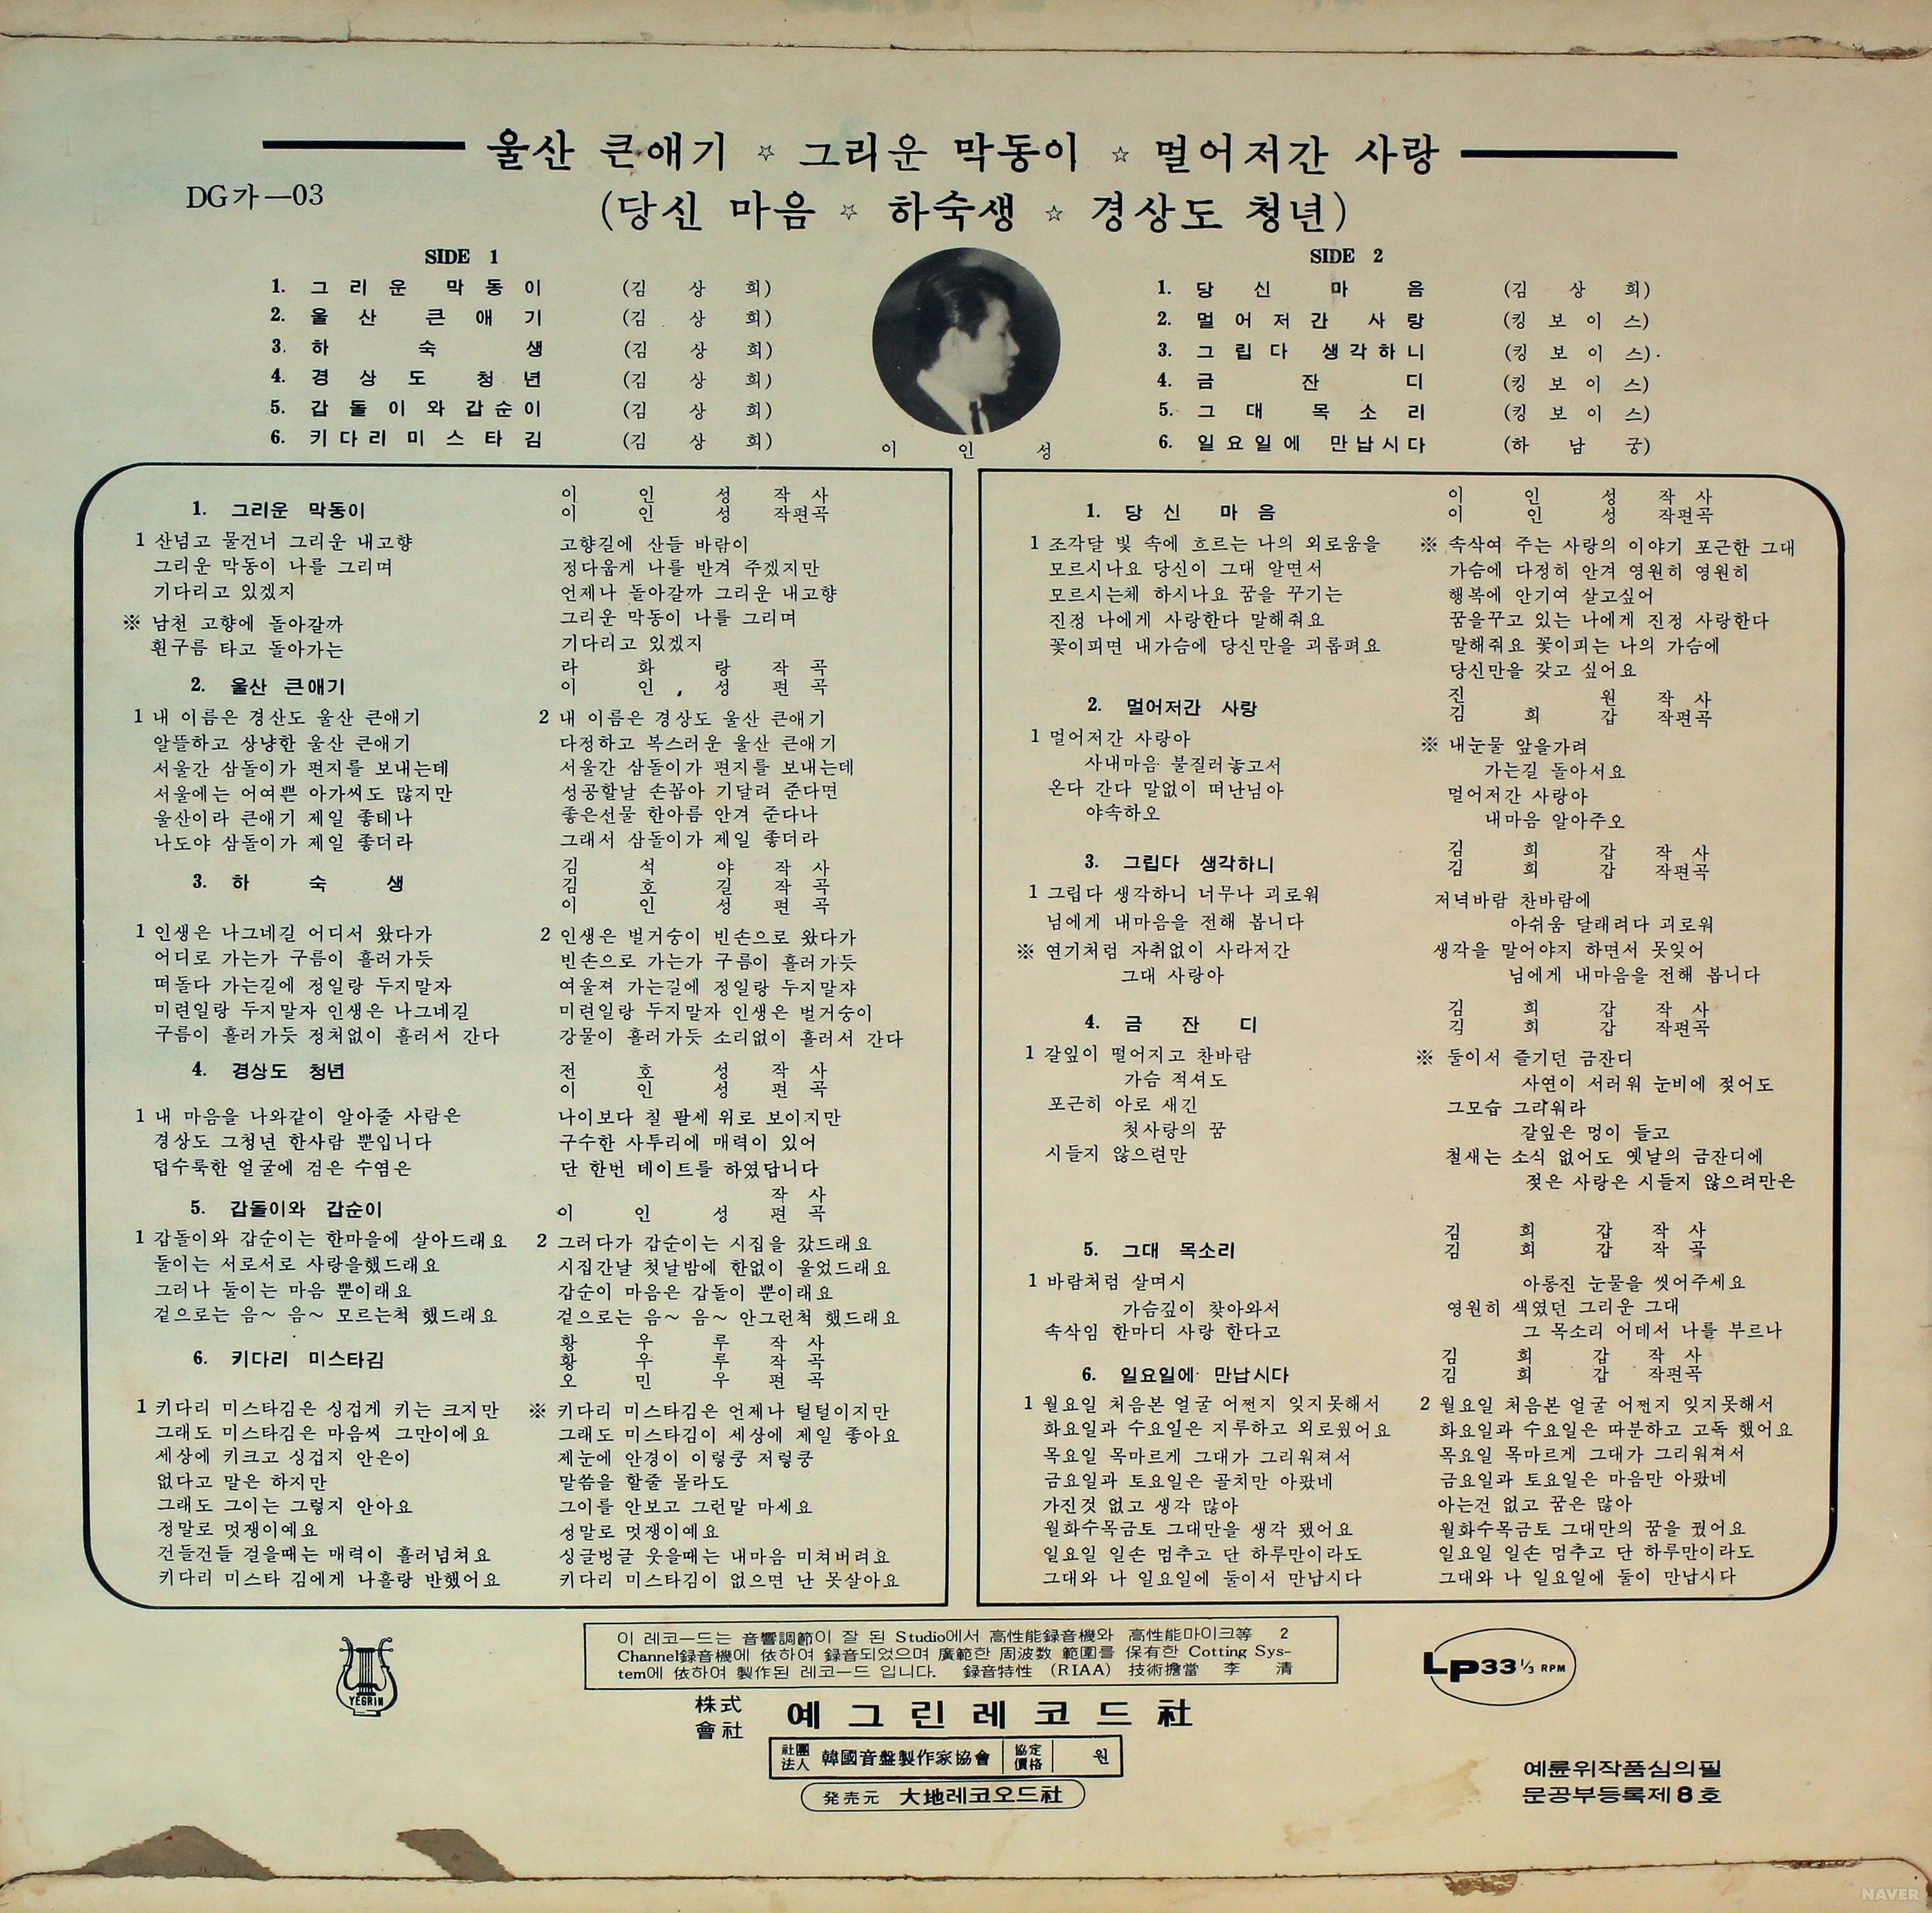 울산 큰애기 ☆ 그리운 막동이 ☆ 멀어저간 사랑
DG가—03
(당신 마음 ☆ 하숙생 ☆ 경상도 청년)
SIDE 1
1. 그리운 막동이 (김상희)
2. 울산 큰애기 (김상희)
3. 하숙생 (김상희)
4. 경상도 청년 (김상희)
5. 갑돌이와 갑순이 (김상희)
6. 키다리 미스타김 (김상희)
이인성
SIDE 2
1. 당신 마음 (김상희)
2. 멀어저간 사랑 (킹보이스)
3. 그립다 생각하니 (킹보이스)
4. 금잔디 (킹보이스)
5. 그대 목소리 (킹보이스)
6. 일요일에 만납시다 (하남궁)
1. 그리운 막동이
이인성 작사
이인성 작편곡
1 산넘고 물건너 그리운 내고향
그리운 막동이 나를 그리며
기다리고 있겠지
※ 남천 고향에 돌아갈까
흰구름 타고 돌아가는
고향길에 산들 바람이
정다웁게 나를 반겨 주겠지만
언제나 돌아갈까 그리운 내고향
그리운 막동이 나를 그리며
기다리고 있겠지
2. 울산 큰애기
라화랑 작곡
이인성 편곡
1 내 이름은 경산도 울산 큰애기
알뜰하고 상냥한 울산 큰애기
서울간 삼돌이가 편지를 보내는데
서울에는 어여쁜 아가씨도 많지만
울산이라 큰애기 제일 좋테나
나도야 삼돌이가 제일 좋더라
2 내 이름은 경상도 울산 큰애기
다정하고 복스러운 울산 큰애기
서울간 삼돌이가 편지를 보내는데
성공할날 손꼽아 기달려 준다면
좋은선물 한아름 안겨 준다나
그래서 삼돌이가 제일 좋더라
3. 하숙생
김석야 작사
김호길 작곡
이인성 편곡
1 인생은 나그네길 어디서 왔다가
어디로 가는가 구름이 흘러가듯
떠돌다 가는길에 정일랑 두지말자
미련일랑 두지말자 인생은 나그네길
구름이 흘러가듯 정처없이 흘러서 간다
2 인생은 벌거숭이 빈손으로 왔다가
빈손으로 가는가 구름이 흘러가듯
여울져 가는길에 정일랑 두지말자
미련일랑 두지말자 인생은 벌거숭이
강물이 흘러가듯 소리없이 흘러서 간다
4. 경상도 청년
전호성 작사
이인성 편곡
1 내 마음을 나와같이 알아줄 사람은
경상도 그청년 한사람 뿐입니다
덥수룩한 얼굴에 검은 수염은
나이보다 칠 팔세 위로 보이지만
구수한 사투리에 매력이 있어
단 한번 데이트를 하였답니다
5. 갑돌이와 갑순이
작사
이인성 편곡
1 갑돌이와 갑순이는 한마을에 살아드래요
둘이는 서로서로 사랑을했드래요
그러나 둘이는 마음 뿐이래요
겉으로는 음~ 음~ 모르는척 했드래요
2 그러다가 갑순이는 시집을 갔드래요
시집간날 첫날밤에 한없이 울었드래요
갑순이 마음은 갑돌이 뿐이래요
겉으로는 음~ 음~ 안그런척 했드래요
6. 키다리 미스타김
황우루 작사
황우루 작곡
오민우 편곡
1 키다리 미스타김은 싱겁게 키는 크지만
그래도 미스타김은 마음씨 그만이에요
세상에 키크고 싱겁지 안은이
없다고 말은 하지만
그래도 그이는 그렇지 안아요
정말로 멋쟁이예요
건들건들 걸을때는 매력이 흘러넘쳐요
키다리 미스타 김에게 나홀랑 반했어요
※ 키다리 미스타김은 언제나 털털이지만
그래도 미스타김이 세상에 제일 좋아요
제눈에 안경이 이렇쿵 저렇쿵
말씀을 할줄 몰라도
그이를 안보고 그런말 마세요
성말로 멋쟁이예요
싱글벙글 웃을때는 내마음 미쳐버려요
키다리 미스타김이 없으면 난 못살아요
1. 당신 마음
이인성 작사
이인성 작편곡
1 조각달 빛 속에 흐르는 나의 외로움을
모르시나요 당신이 그대 알면서
모르시는체 하시나요 꿈을 꾸기는
진정 나에게 사랑한다 말해줘요
꽃이피면 내가슴에 당신만을 괴롭펴요
※ 속삭여 주는 사랑의 이야기 포근한 그대
가슴에 다정히 안겨 영원히 영원히
행복에 안기여 살고싶어
꿈을꾸고 있는 나에게 진정 사랑한다
말해줘요 꽃이피는 나의 가슴에
당신만을 갖고 싶어요
2. 멀어저간 사랑
진원 작사
김희갑 작편곡
1 멀어저간 사랑아
사내마음 불질러놓고서
온다 간다 말없이 떠난님아
야속하오
※ 내눈물 앞을가려
가는길 돌아서요
멀어저간 사랑아
내마음 알아주오
3. 그립다 생각하니
김희갑 작사
김희갑 작편곡
1 그립다 생각하니 너무나 괴로워
님에게 내마음을 전해 봅니다
※ 연기처럼 자취없이 사라저간
그대 사랑아
저녁바람 찬바람에
아쉬움 달래려다 괴로워
생각을 말어야지 하면서 못잊어
님에게 내마음을 전해 봅니다
4. 금잔디
김희갑 작사
김희갑 작편곡
1 갈잎이 떨어지고 찬바람
가슴 적셔도
포근히 아로 새긴
첫사랑의 꿈
시들지 않으련만
※ 둘이서 즐기던 금잔디
사연이 서러워 눈비에 젖어도
그모습 그리워라
갈잎은 멍이 들고
철새는 소식 없어도 옛날의 금잔디에
젖은 사랑은 시들지 않으려만은
5. 그대 목소리
김희갑 작사
김희갑 작곡
1 바람처럼 살며시
가슴깊이 찾아와서
속삭임 한마디 사랑 한다고
아롱진 눈물을 씻어주세요
영원히 색였던 그리운 그대
그 목소리 어데서 나를 부르나
6. 일요일에 만납시다
김희갑 작사
김희갑 작편곡
1 월요일 처음본 얼굴 어쩐지 잊지못해서
화요일과 수요일은 지루하고 외로웠어요
목요일 목마르게 그대가 그리워져서
금요일과 토요일은 골치만 아팠네
가진것 없고 생각 많아
월화수목금토 그대만을 생각 됐어요
일요일 일손 멈추고 단 하루만이라도
그대와 나 일요일에 둘이서 만납시다
2 월요일 처음본 얼굴 어쩐지 잊지못해서
화요일과 수요일은 따분하고 고독 했어요
목요일 목마르게 그대가 그리워져서
금요일과 토요일은 마음만 아팠네
아는건 없고 꿈은 많아
월화수목금토 그대만의 꿈을 꿨어요
일요일 일손 멈추고 단 하루만이라도
그대와 나 일요일에 둘이 만납시다
YEGRIN
이 레코—드는 音響調節이 잘 된 Studio에서 高性能録音機와 高性能마이크等 2
Channel録音機에 依하여 録音되었으며 廣範한 周波数 範圍를 保有한 Cotting Sys-
tem에 依하여 製作된 레코—드 입니다. 録音特性 (RIAA) 技術擔當 李 清
LP33⅓ RPM
株式會社 예그린레코드社
社團法人 韓國音盤製作家協會 協定價格 원
発売元 大地레코오드社
예륜위작품심의필
문공부등록제8호
NAVER